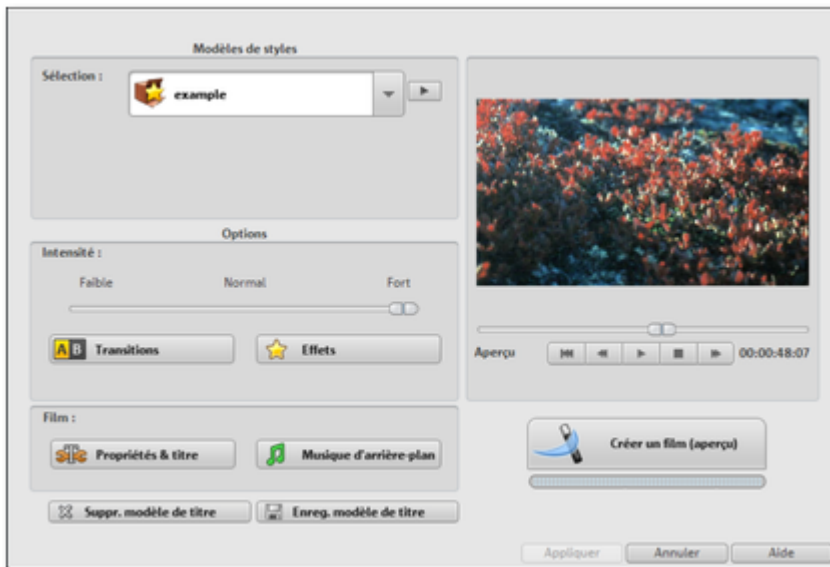 Modèles de styles
Sélection :
example
Options
Intensité :
Faible Normal Fort
AB Transitions
Effets
Aperçu
00:00:48:07
Film :
Propriétés & titre
Musique d'arrière-plan
Créer un film (aperçu)
Suppr. modèle de titre
Enreg. modèle de titre
Appliquer
Annuler
Aide